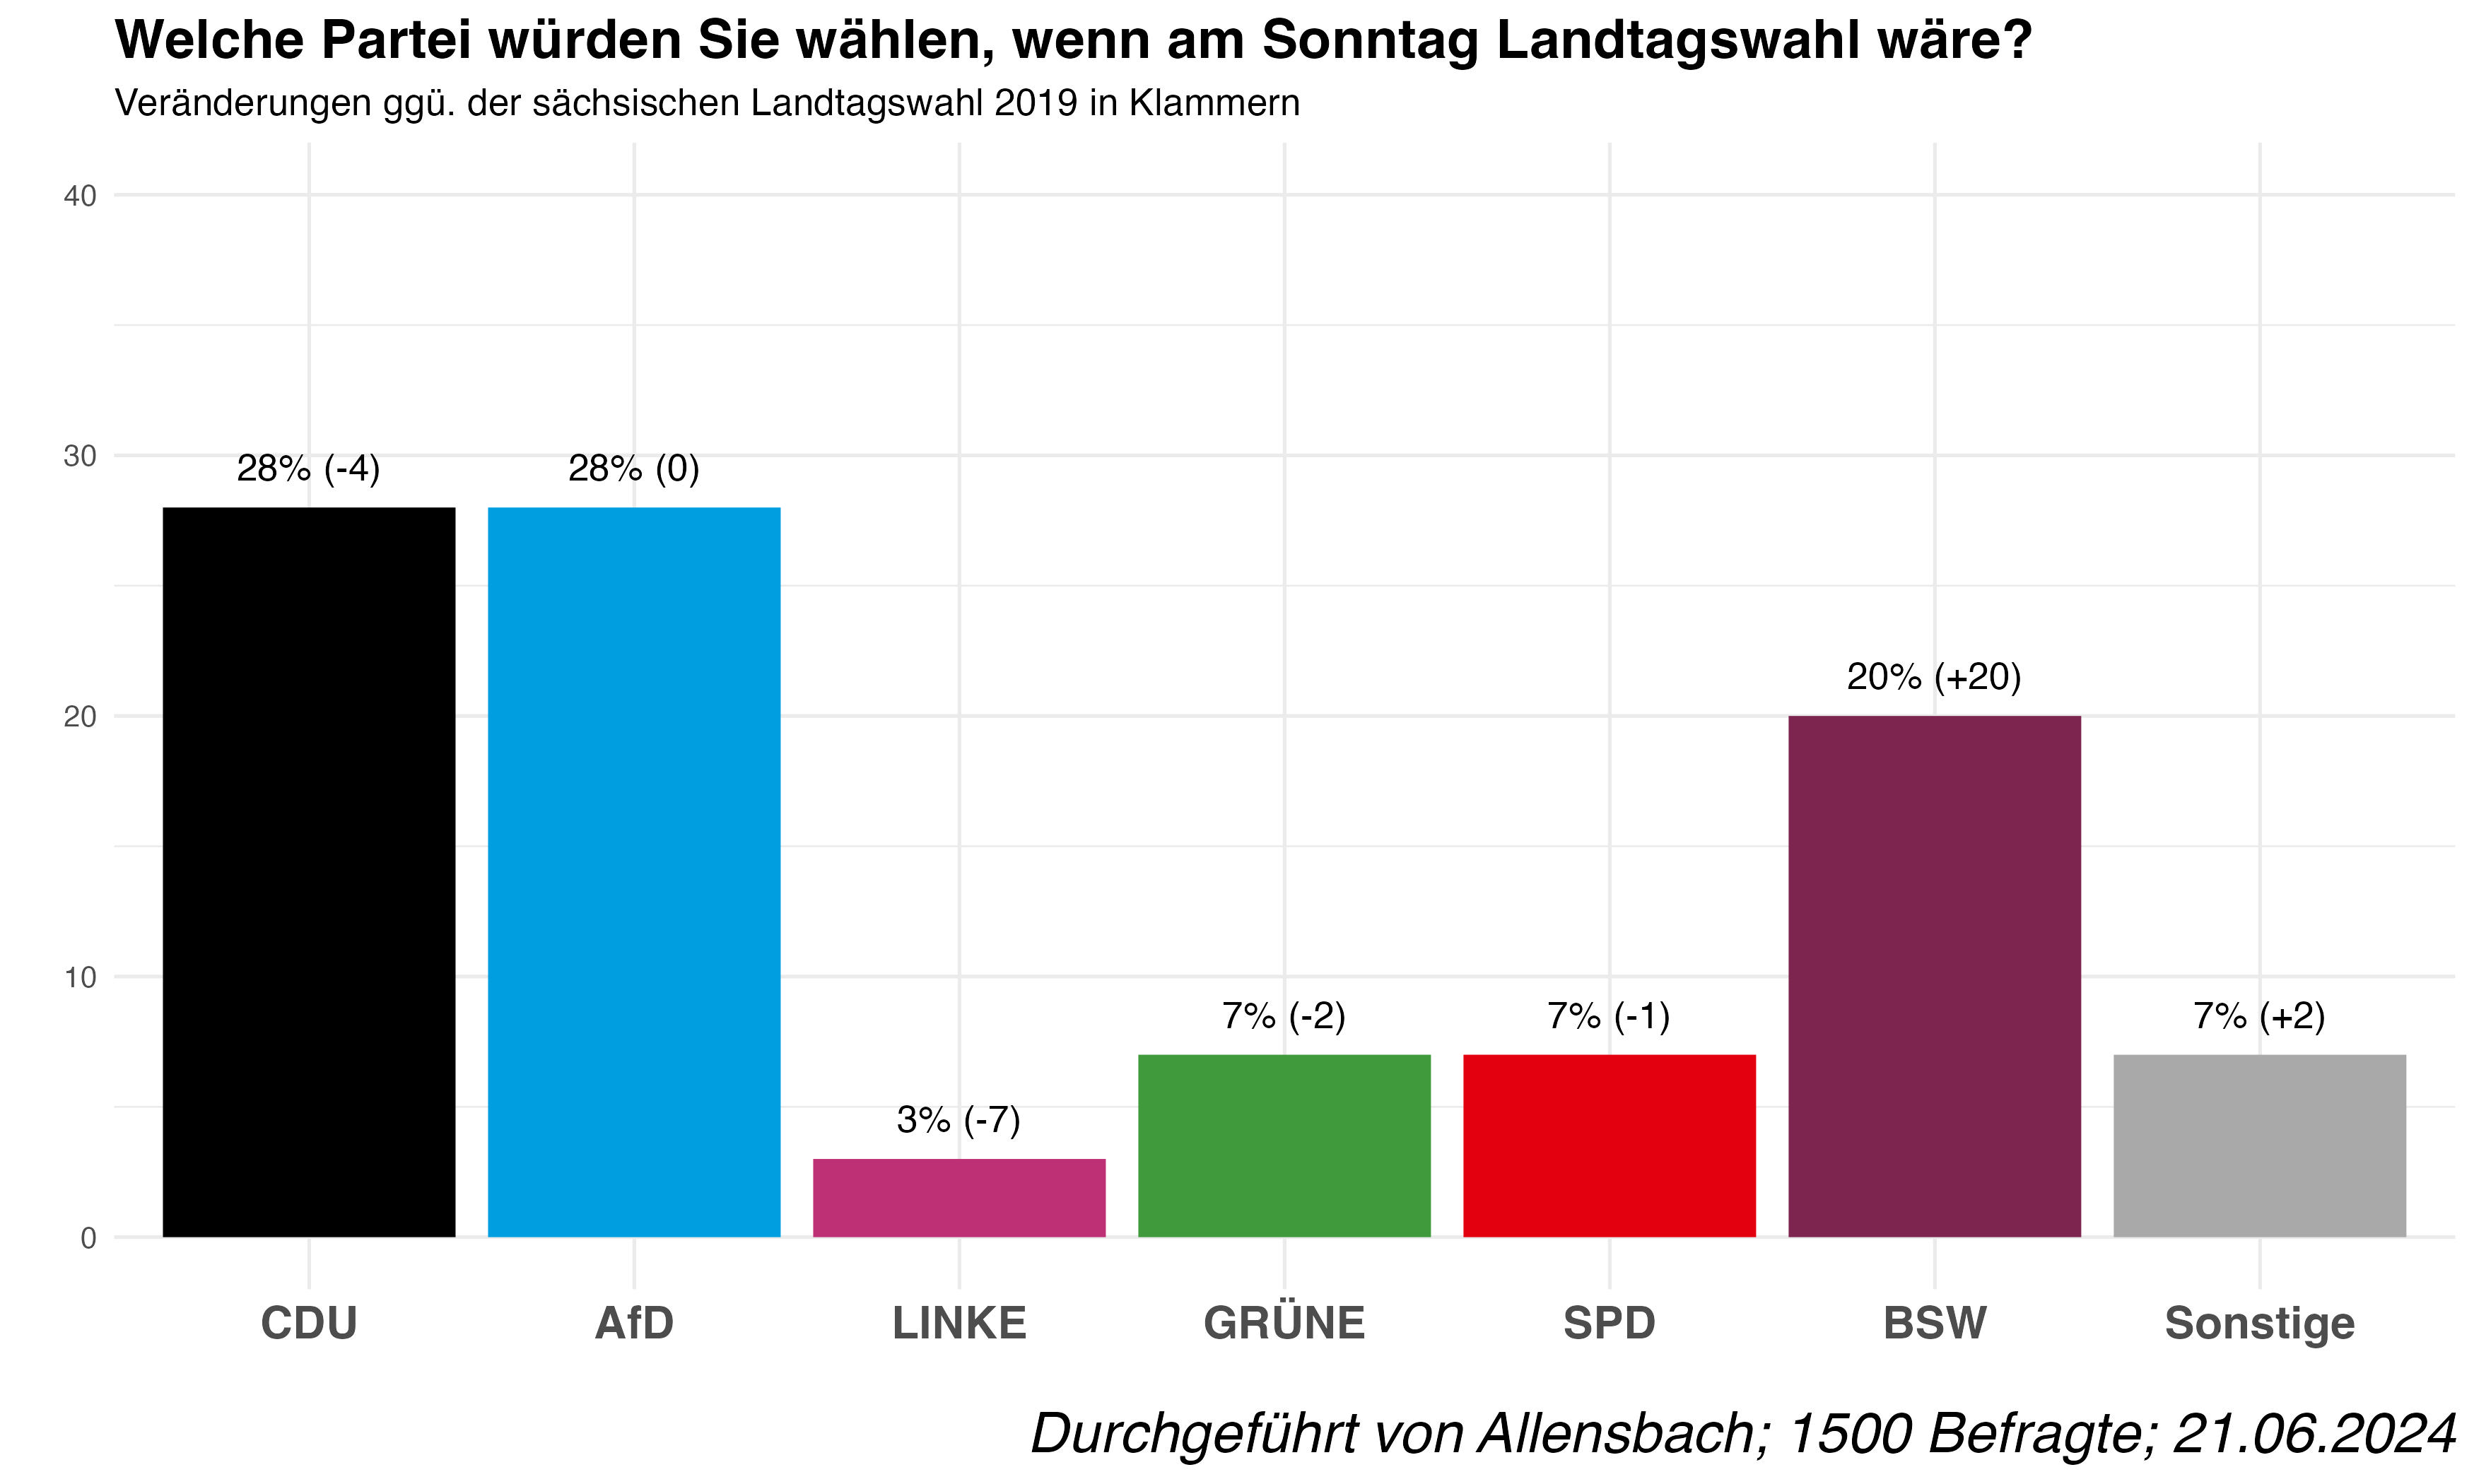 Welche Partei würden Sie wählen, wenn am Sonntag Landtagswahl wäre?
Veränderungen ggü. der sächsischen Landtagswahl 2019 in Klammern
40
30
20
10
0
28% (-4)
28% (0)
3% (-7)
7% (-2)
7% (-1)
20% (+20)
7% (+2)
CDU
AfD
LINKE
GRÜNE
SPD
BSW
Sonstige
Durchgeführt von Allensbach; 1500 Befragte; 21.06.2024